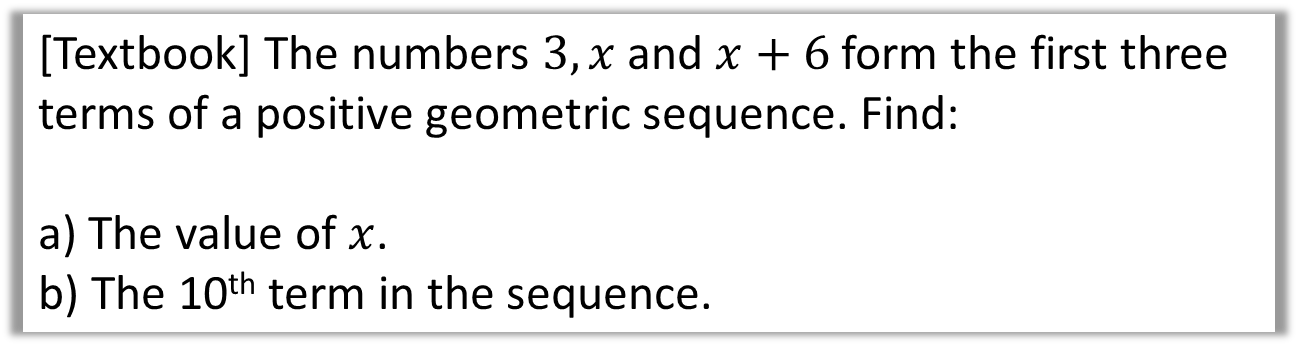 [Textbook] The numbers 3, x and x + 6 form the first three
terms of a positive geometric sequence. Find:
a) The value of x.
b) The 10th term in the sequence.